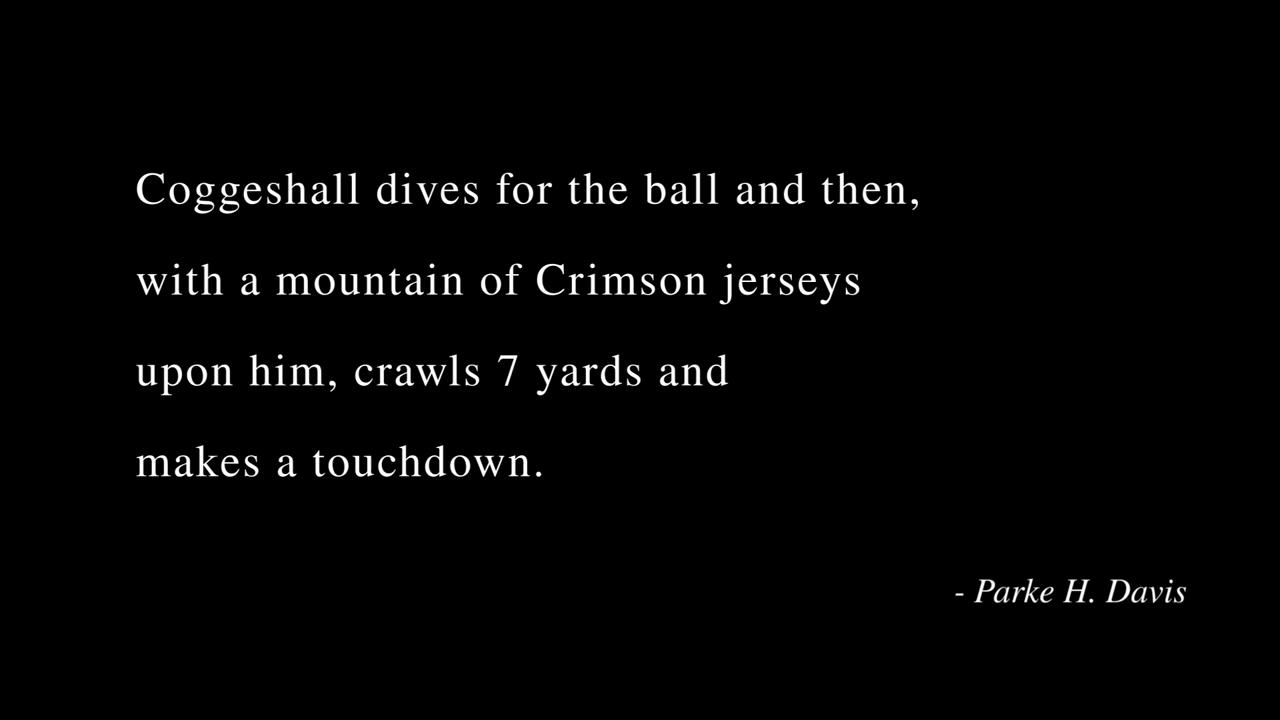 Coggeshall dives for the ball and then,
with a mountain of Crimson jerseys
upon him, crawls 7 yards and
makes a touchdown.
- Parke H. Davis